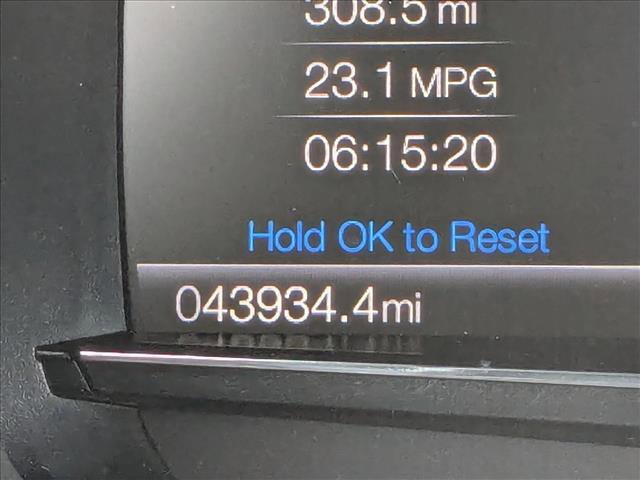 308.5 mi
23.1 MPG
06:15:20
Hold OK to Reset
043934.4mi